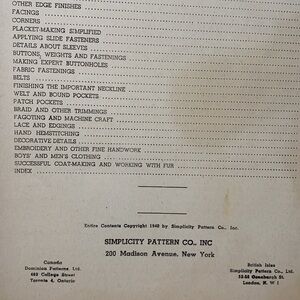 OTHER EDGE FINISHES
FACINGS
CORNERS
PLACKET-MAKING SIMPLIFIED
APPLYING SLIDE FASTENERS
DETAILS ABOUT SLEEVES
BUTTONS, WEIGHTS AND FASTENINGS
MAKING EXPERT BUTTONHOLES
FABRIC FASTENINGS
BELTS
FINISHING THE IMPORTANT NECKLINE
WELT AND BOUND POCKETS
PATCH POCKETS
BRAID AND OTHER TRIMMINGS
FAGOTING AND MACHINE CRAFT
LACE AND EDGINGS
HAND HEMSTITCHING
DECORATIVE DETAILS
EMBROIDERY AND OTHER FINE HANDWORK
BOYS' AND MEN'S CLOTHING
SUCCESSFUL COAT-MAKING AND WORKING WITH FUR
INDEX
Entire Contents Copyright 1949 by Simplicity Pattern Co., Inc.
SIMPLICITY PATTERN CO., INC
200 Madison Avenue, New York
Canada
Dominion Patterns Ltd.
489 College Street
Toronto 4, Ontario
British Isles
Simplicity Pattern Co., Ltd.
Street
London, N. W 1